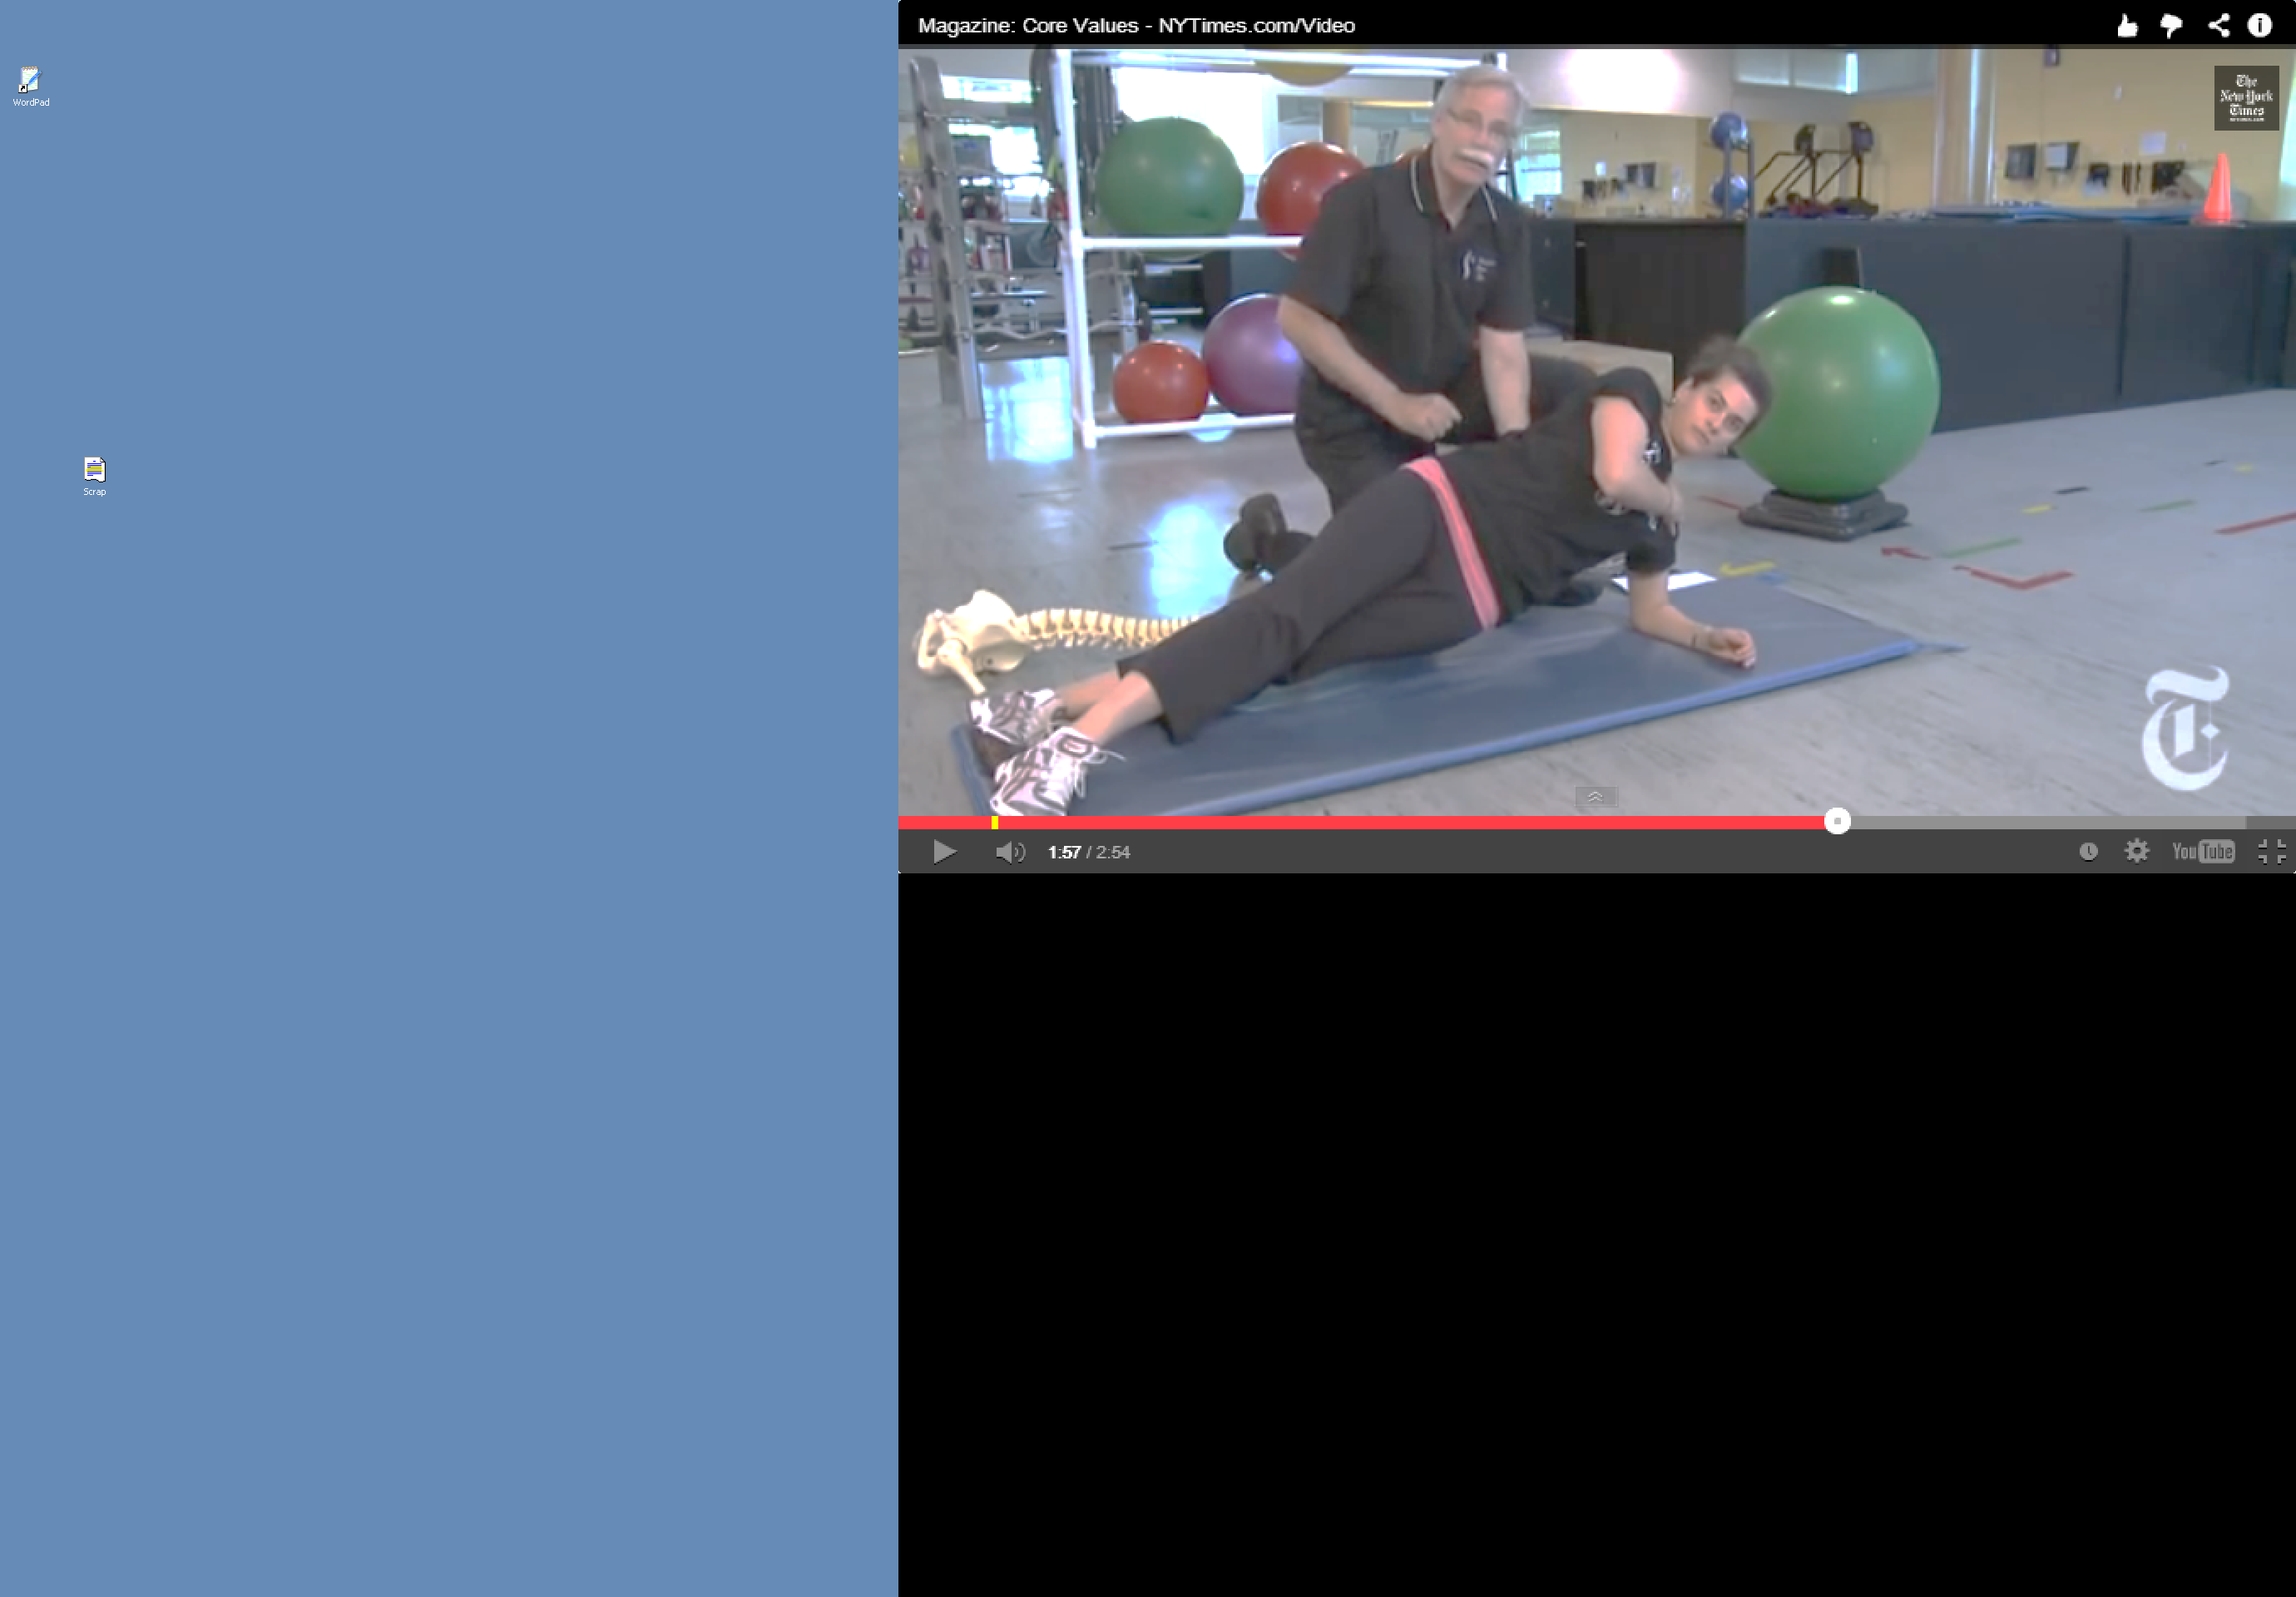 WordPad
Scrap
Magazine: Core Values - NYTimes.com/Video
The
New York
Times
T
1:57 / 2:54
YouTube